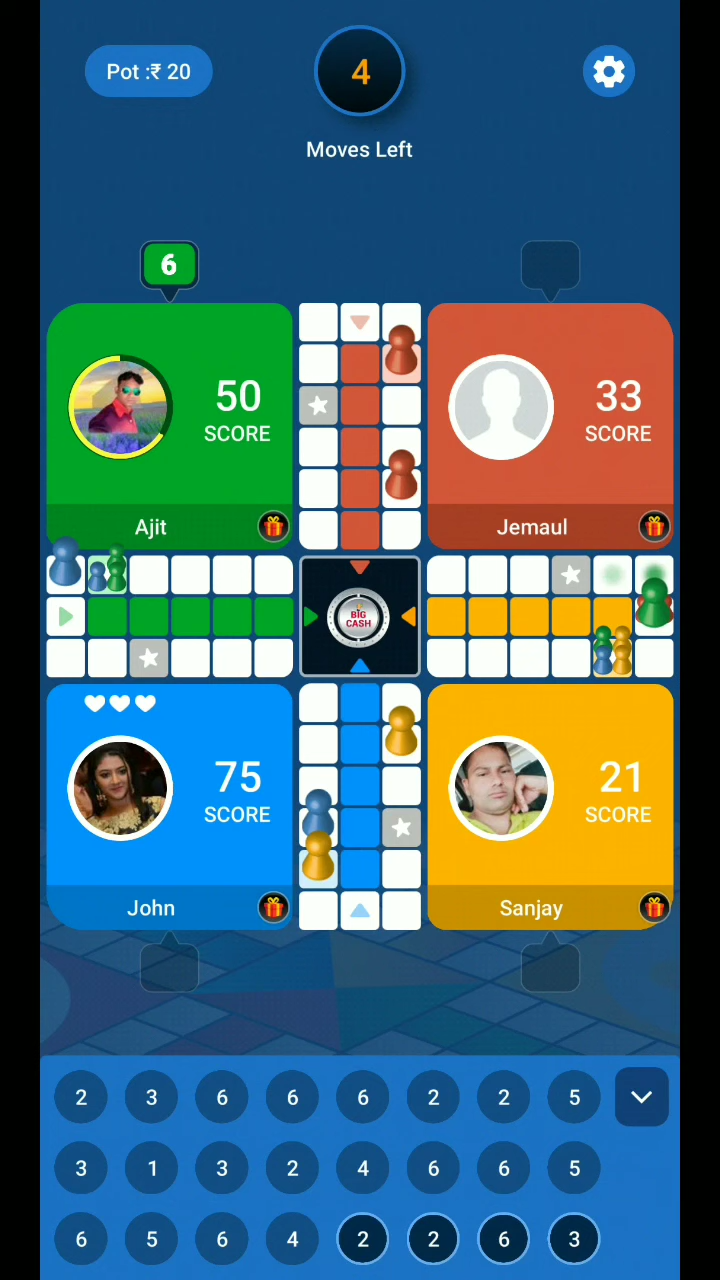 Pot :₹ 20
4
Moves Left
6
50
SCORE
Ajit
33
SCORE
Jemaul
BIG
CASH
75
SCORE
John
21
SCORE
Sanjay
2 3 6 6 6 2 2 5
3 1 3 2 4 6 6 5
6 5 6 4 2 2 6 3